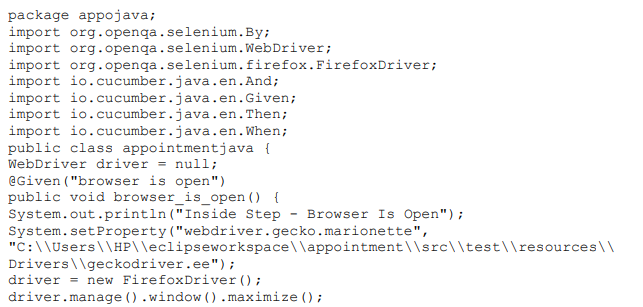 package appojava;
import org.openqa.selenium.By;
import org.openqa.selenium.WebDriver;
import org.openqa.selenium.firefox.FirefoxDriver;
import io.cucumber.java.en.And;
import io.cucumber.java.en.Given;
import io.cucumber.java.en.Then;
import io.cucumber.java.en.When;
public class appointmentjava {
WebDriver driver = null;
@Given("browser is open")
public void browser_is_open() {
System.out.println("Inside Step - Browser Is Open");
System.setProperty("webdriver.gecko.marionette",
"C:\\Users\\HP\\eclipseworkspace\\appointment\\src\\test\\resources\\
Drivers\\geckodriver.ee");
driver = new FirefoxDriver();
driver.manage().window().maximize();